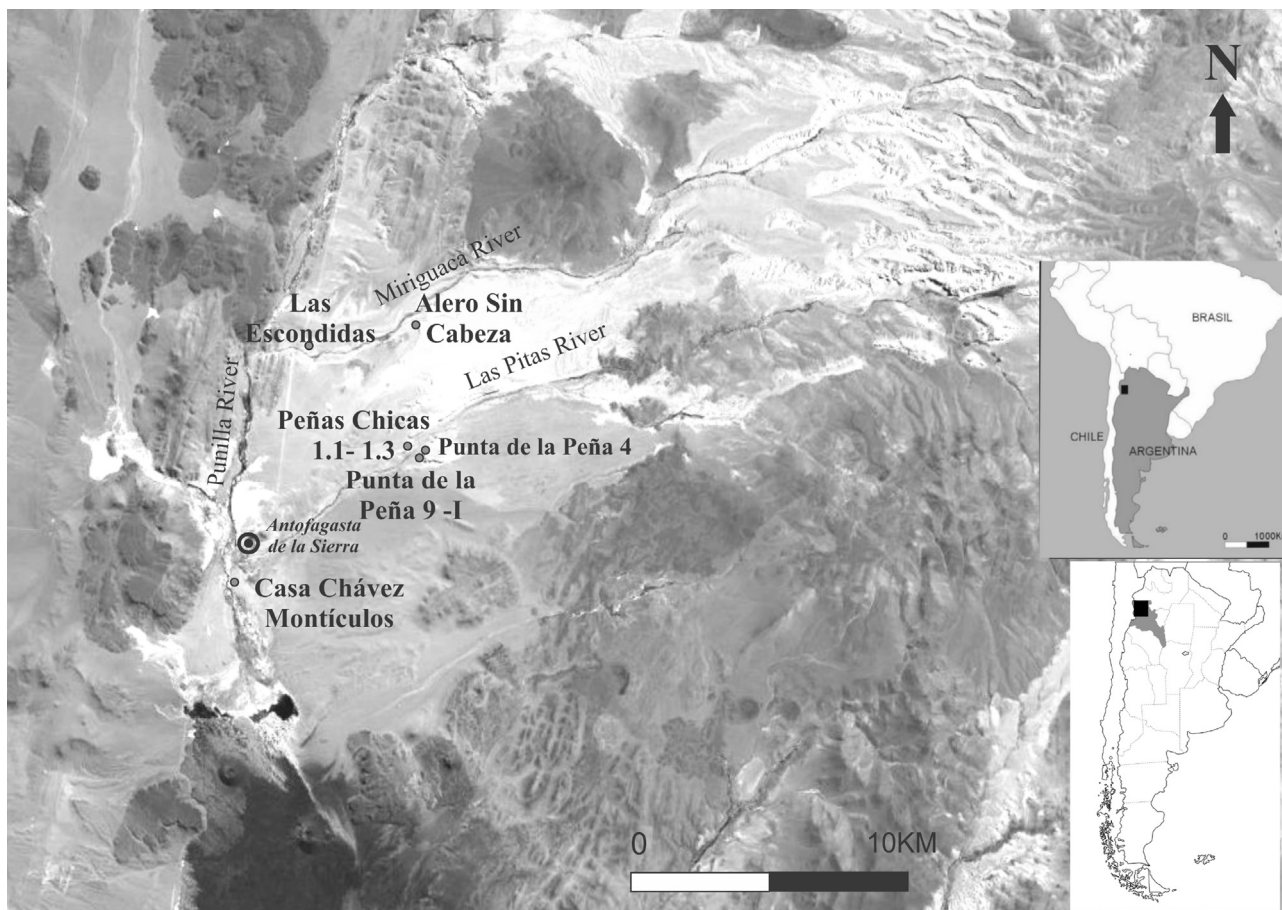 N
Miriguaca River
Las
Escondidas
Alero Sin
Cabeza
Las Pitas River
Punilla River
Peñas Chicas
1.1- 1.3
Punta de la Peña 4
Punta de la
Peña 9 -I
Antofagasta
de la Sierra
Casa Chávez
Montículos
0
10KM
BRASIL
CHILE
ARGENTINA
0
1000K